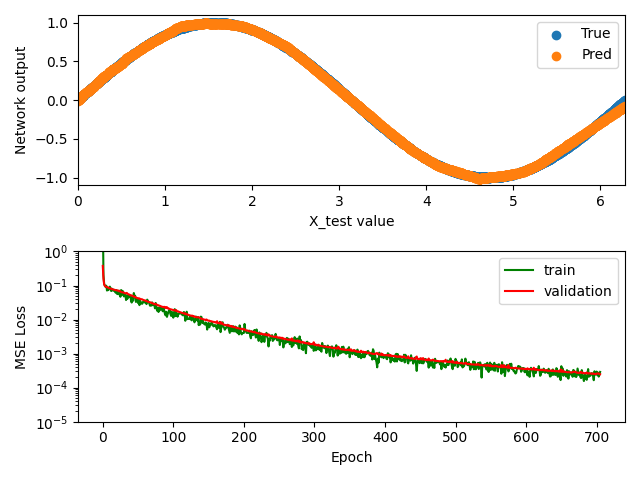 Network output
1.0
0.5
0.0
−0.5
−1.0
True
Pred
0 1 2 3 4 5 6
X_test value
MSE Loss
10⁰
10⁻¹
10⁻²
10⁻³
10⁻⁴
10⁻⁵
train
validation
0 100 200 300 400 500 600 700
Epoch